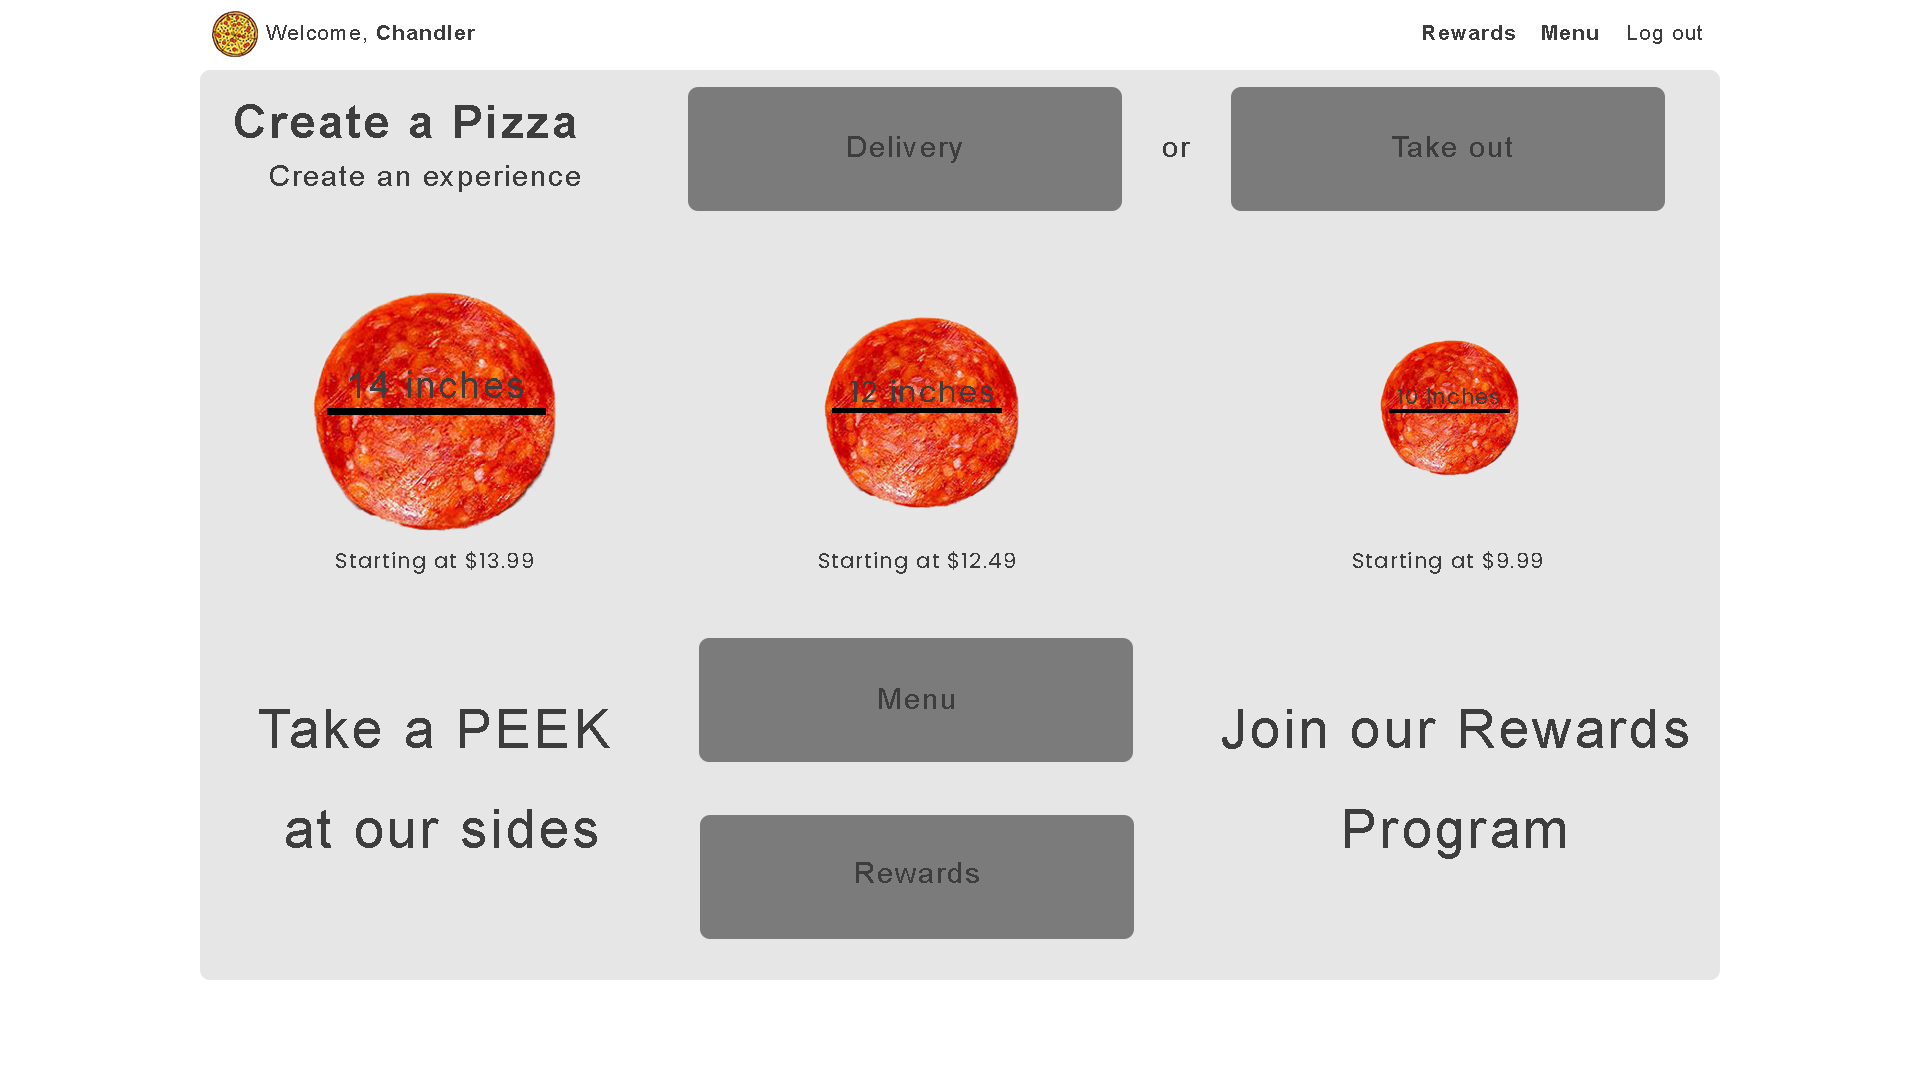 Welcome, Chandler
Rewards Menu Log out
Create a Pizza
Create an experience
Delivery
or
Take out
14 inches
12 inches
10 inches
Starting at $13.99
Starting at $12.49
Starting at $9.99
Take a PEEK
at our sides
Menu
Rewards
Join our Rewards
Program